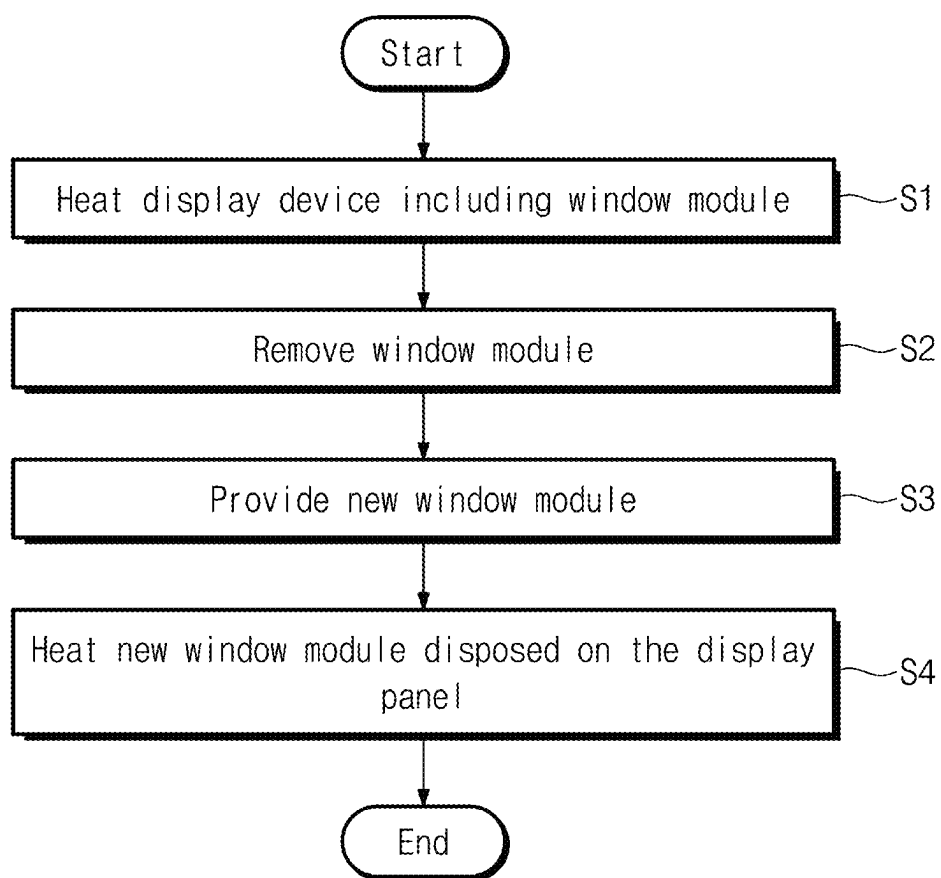 Start
Heat display device including window module
S1
Remove window module
S2
Provide new window module
S3
Heat new window module disposed on the display
panel
S4
End